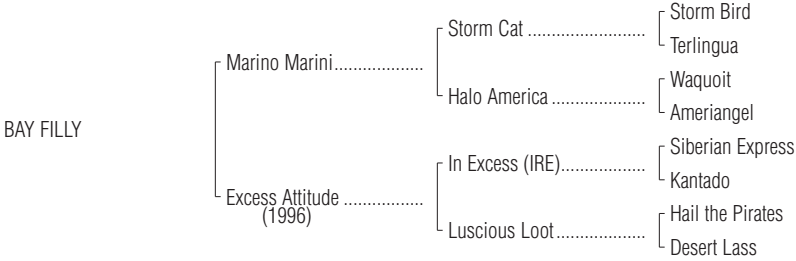 Storm Bird
Storm Cat ........................
Terlingua
Marino Marini...................
Waquoit
Halo America ....................
Ameriangel
BAY FILLY
Siberian Express
In Excess (IRE)..................
Kantado
Excess Attitude .................
(1996)
Hail the Pirates
Luscious Loot...................
Desert Lass